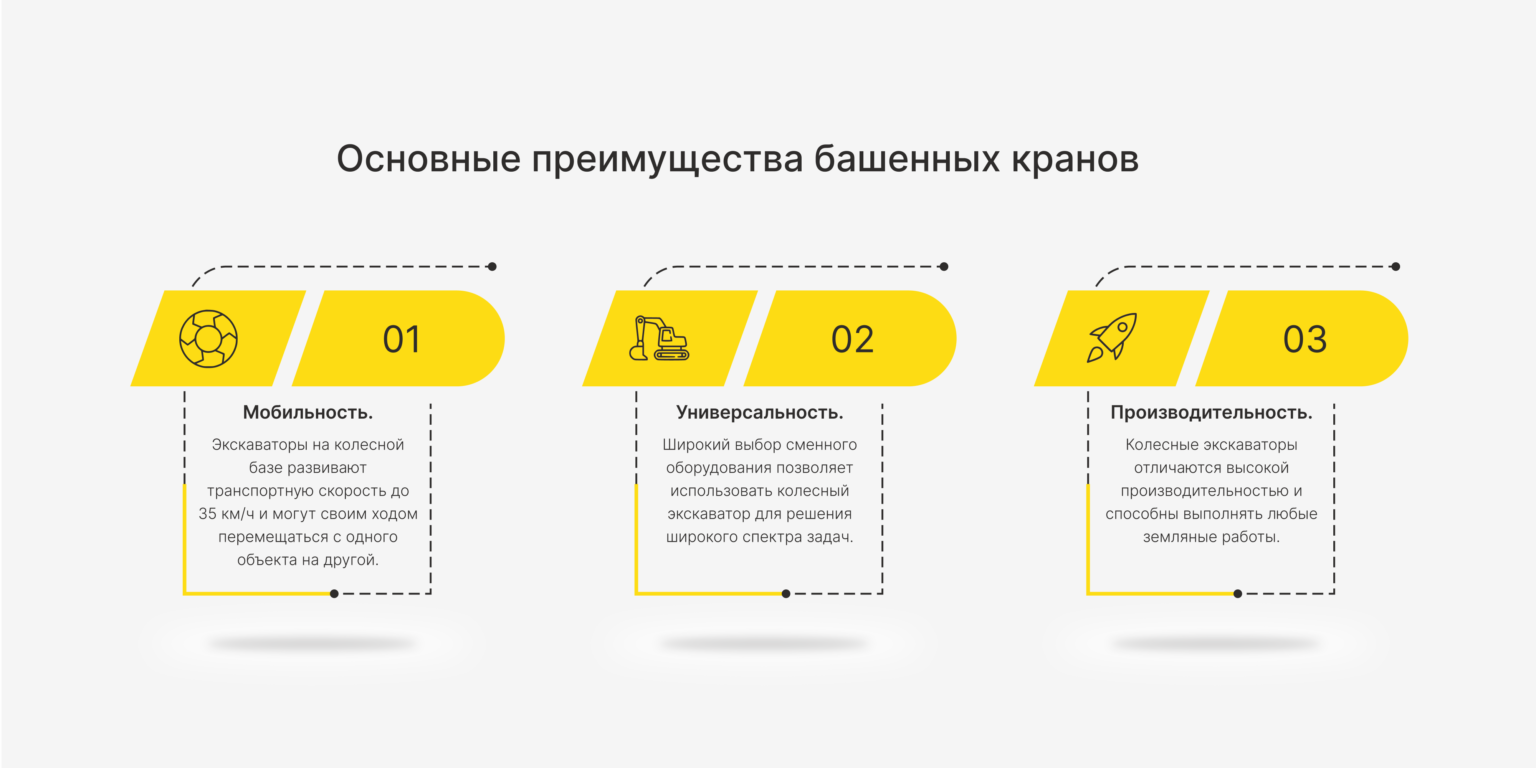 Основные преимущества башенных кранов
01
Мобильность.
Экскаваторы на колесной
базе развивают
транспортную скорость до
35 км/ч и могут своим ходом
перемещаться с одного
объекта на другой.
02
Универсальность.
Широкий выбор сменного
оборудования позволяет
использовать колесный
экскаватор для решения
широкого спектра задач.
03
Производительность.
Колесные экскаваторы
отличаются высокой
производительностью и
способны выполнять любые
земляные работы.